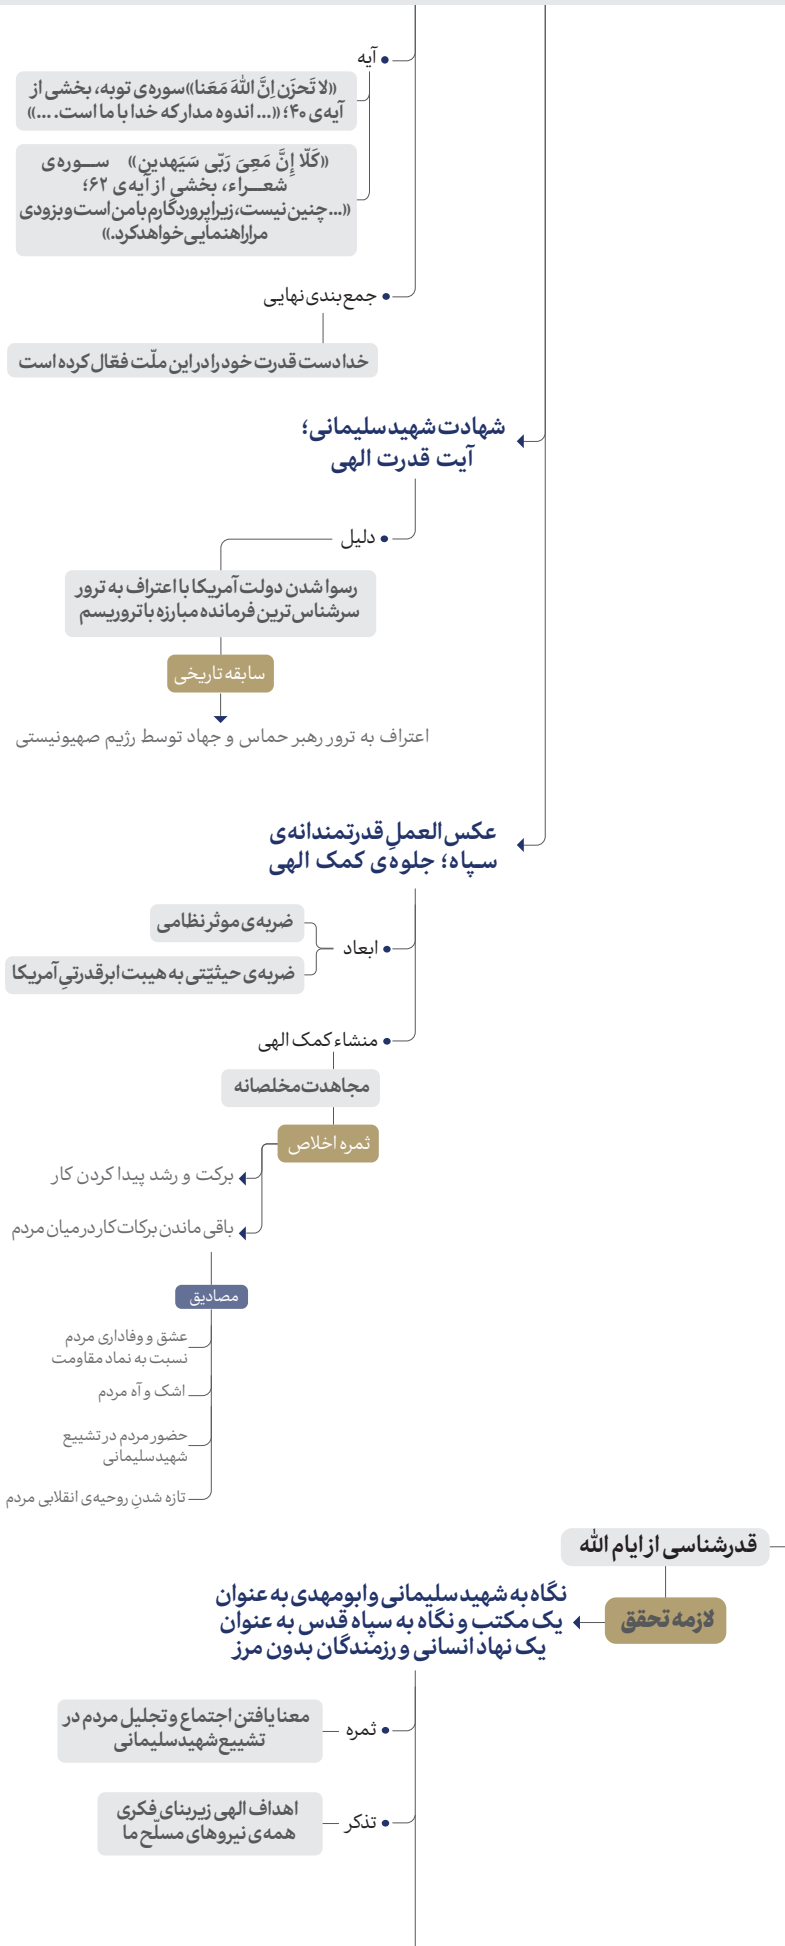 آیه
«لا تَحزَن اِنَّ اللهَ مَعَنا» سوره‌ی توبه، بخشی از
آیه‌ی ۴۰؛ «... اندوه مدار که خدا با ما است. ...»
«کَلّا إِنَّ مَعِیَ رَبّی سَیَهدین» ســوره‌ی
شعـــراء، بخشی از آیه‌ی ۶۲؛
«... چنین نیست، زیرا پروردگارم با من است و بزودی
مرا راهنمایی خواهد کرد.»
جمع‌بندی نهایی
خدا دست قدرت خود را در این ملّت فعّال کرده است
شهادت شهید سلیمانی؛
آیت قدرت الهی
دلیل
رسوا شدن دولت آمریکا با اعتراف به ترور
سرشناس‌ترین فرمانده مبارزه با تروریسم
سابقه تاریخی
اعتراف به ترور رهبر حماس و جهاد توسط رژیم صهیونیستی
عکس‌العملِ قدرتمندانه‌ی
سـپاه؛ جلوه‌ی کمک الهی
ابعاد
ضربه‌ی موثر نظامی
ضربه‌ی حیثیّتی به هیبت ابرقدرتیِ آمریکا
منشاء کمک الهی
مجاهدت مخلصانه
ثمره اخلاص
برکت و رشد پیدا کردن کار
باقی ماندن برکات کار در میان مردم
مصادیق
عشق و وفاداری مردم
نسبت به نماد مقاومت
اشک و آه مردم
حضور مردم در تشییع
شهید سلیمانی
تازه شدنِ روحیه‌ی انقلابی مردم
قدرشناسی از ایام الله
لازمه تحقق
نگاه به شهید سلیمانی و ابومهدی به عنوان
یک مکتب و نگاه به سپاه قدس به عنوان
یک نهاد انسانی و رزمندگان بدون مرز
ثمره
معنا یافتن اجتماع و تجلیل مردم در
تشییع شهید سلیمانی
تذکر
اهداف الهی زیربنای فکری
همه‌ی نیروهای مسلّح ما